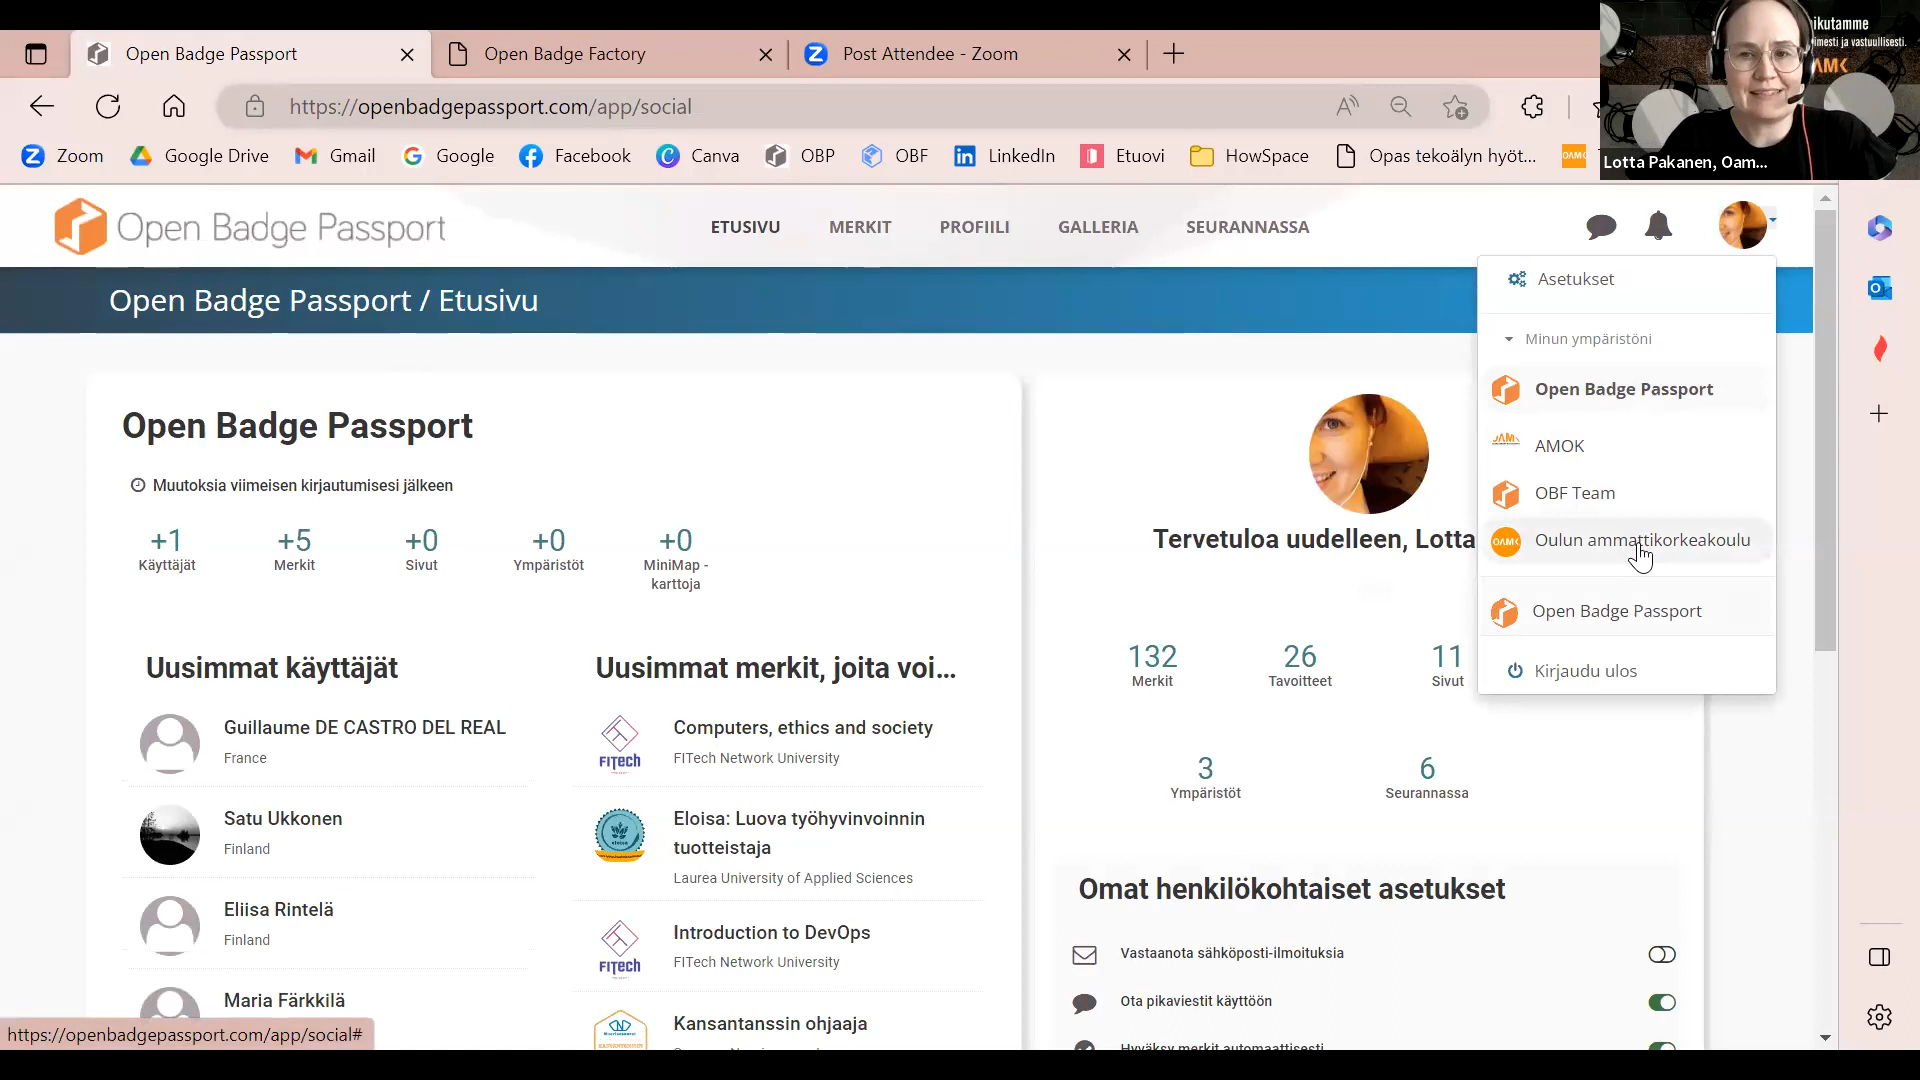 Open Badge Passport
Open Badge Factory
Post Attendee - Zoom
https://openbadgepassport.com/app/social
Zoom
Google Drive
Gmail
Google
Facebook
Canva
OBP
OBF
LinkedIn
Etuovi
HowSpace
Opas tekoälyn hyöt...
Lotta Pakanen, Oam...
Open Badge Passport
ETUSIVU
MERKIT
PROFIILI
GALLERIA
SEURANNASSA
Open Badge Passport / Etusivu
Asetukset
Minun ympäristöni
Open Badge Passport
AMOK
OBF Team
OAMK
Oulun ammattikorkeakoulu
Open Badge Passport
Kirjaudu ulos
Open Badge Passport
Muutoksia viimeisen kirjautumisesi jälkeen
+1
Käyttäjät
+5
Merkit
+0
Sivut
+0
Ympäristöt
+0
MiniMap -
karttoja
Uusimmat käyttäjät
Guillaume DE CASTRO DEL REAL
France
Satu Ukkonen
Finland
Eliisa Rintelä
Finland
Maria Färkkilä
Uusimmat merkit, joita voi...
FITech
Computers, ethics and society
FITech Network University
Eloisa: Luova työhyvinvoinnin
tuotteistaja
Laurea University of Applied Sciences
FITech
Introduction to DevOps
FITech Network University
Kansantanssin ohjaaja
Tervetuloa uudelleen, Lotta
132
Merkit
26
Tavoitteet
11
Sivut
3
Ympäristöt
6
Seurannassa
Omat henkilökohtaiset asetukset
Vastaanota sähköposti-ilmoituksia
Ota pikaviestit käyttöön
Hyväksy merkit automaattisesti
https://openbadgepassport.com/app/social#